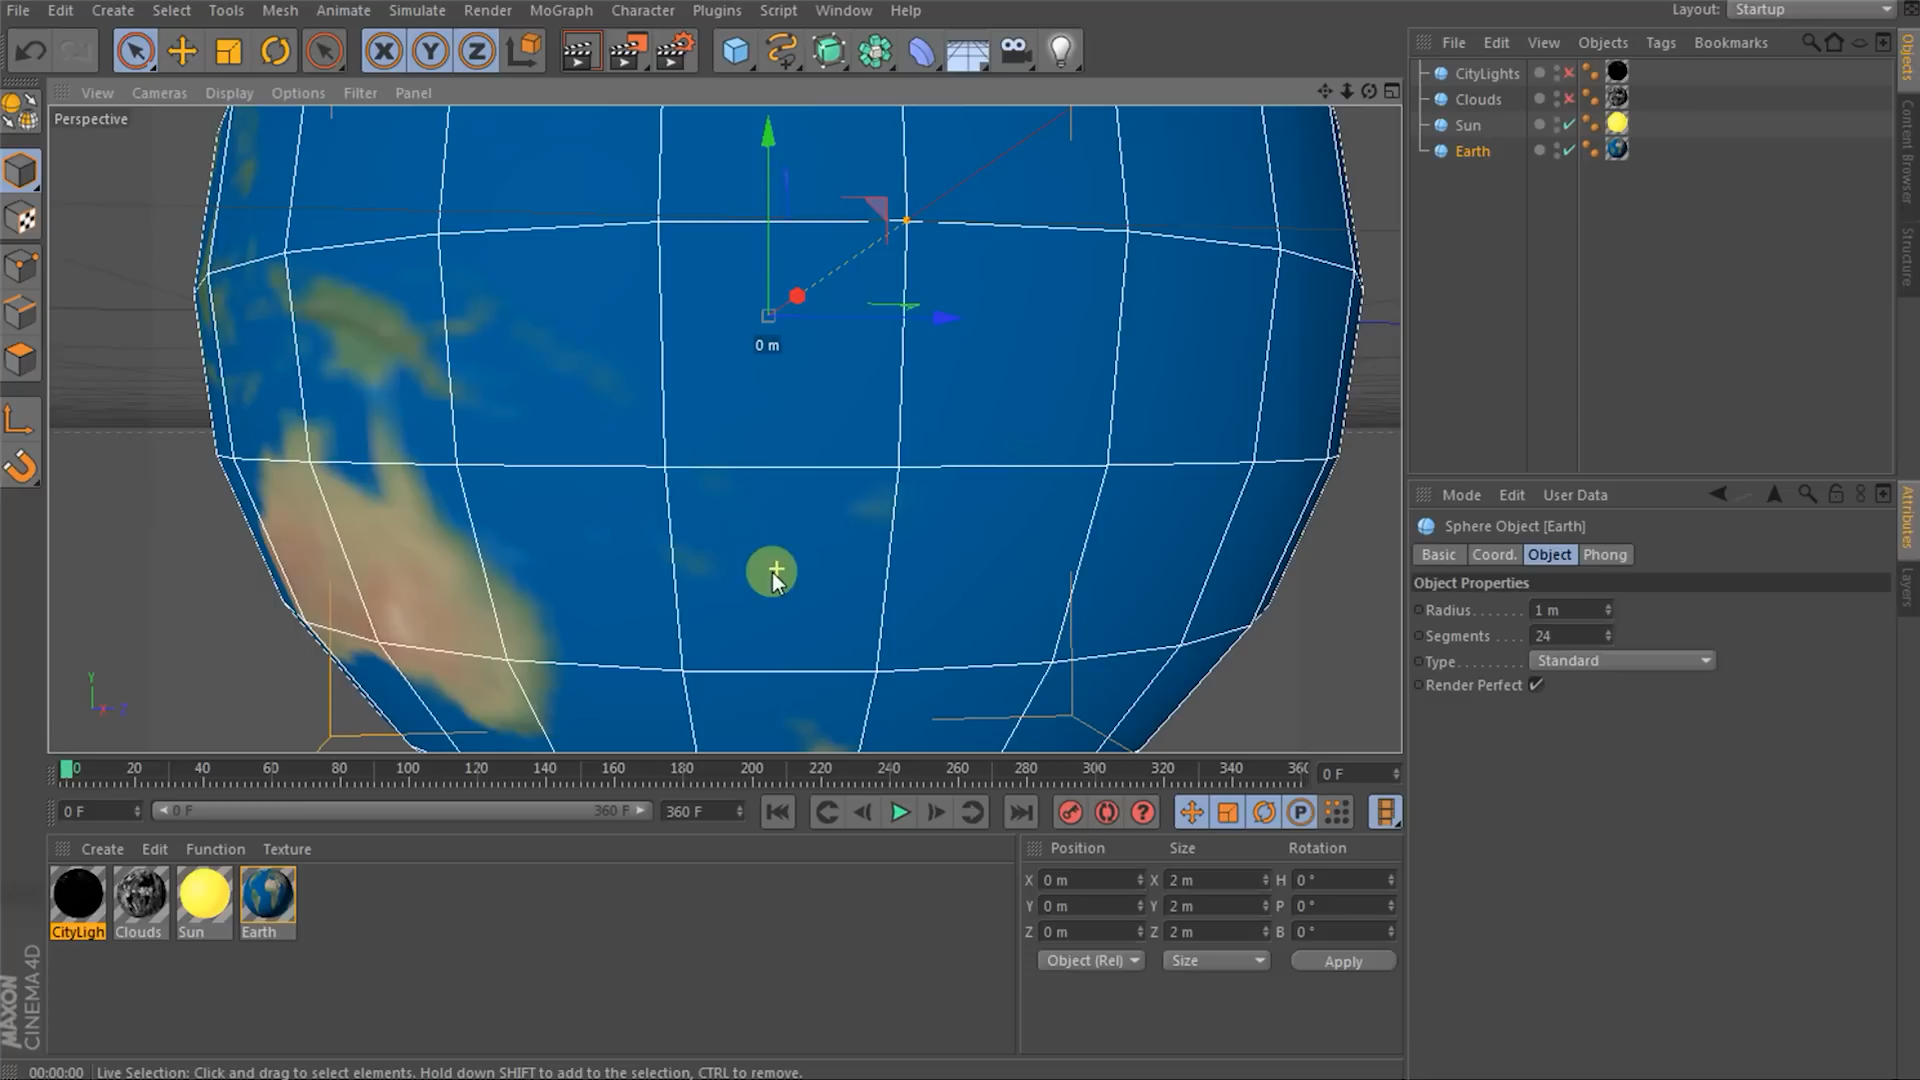 File Edit Create Select Tools Mesh Animate Simulate Render MoGraph Character Plugins Script Window Help Layout: Startup
X Y Z
File Edit View Objects Tags Bookmarks
View Cameras Display Options Filter Panel
Perspective
CityLights
Clouds
Sun
Earth
Objects
Content Browser
Structure
0 m
Y
X Z
Mode Edit User Data
Sphere Object [Earth]
Basic Coord. Object Phong
Object Properties
Radius 1 m
Segments 24
Type Standard
Render Perfect
Attributes
Layers
0 20 40 60 80 100 120 140 160 180 200 220 240 260 280 300 320 340 360 0 F
0 F 0 F 360 F 360 F P
Create Edit Function Texture
CityLigh Clouds Sun Earth
Position Size Rotation
X 0 m X 2 m H 0 °
Y 0 m Y 2 m P 0 °
Z 0 m Z 2 m B 0 °
Object (Rel) Size Apply
MAXON
CINEMA 4D
00:00:00 Live Selection: Click and drag to select elements. Hold down SHIFT to add to the selection, CTRL to remove.